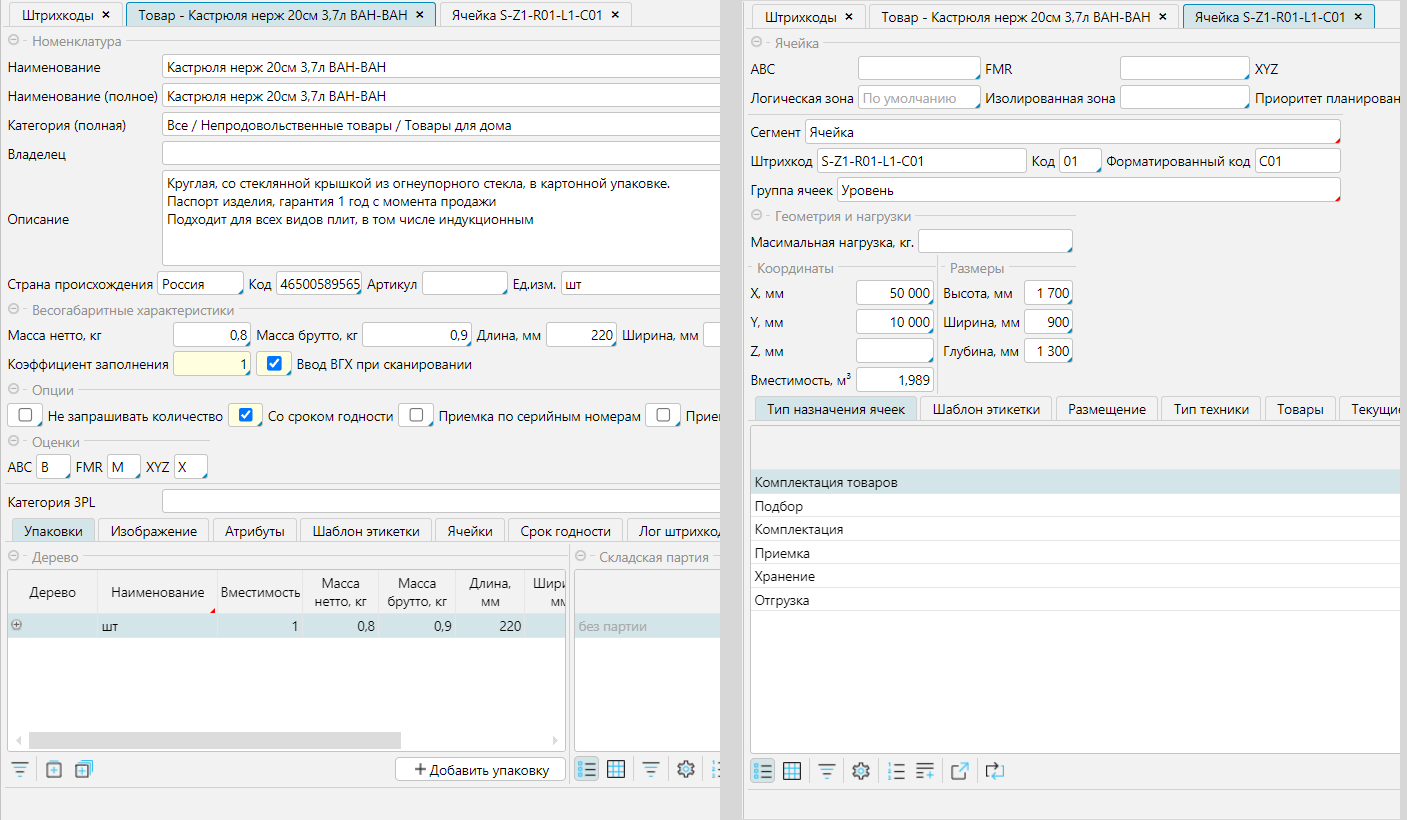 Штрихкоды ×
Товар - Кастрюля нерж 20см 3,7л ВАН-ВАН ×
Ячейка S-Z1-R01-L1-C01 ×
Номенклатура
Наименование Кастрюля нерж 20см 3,7л ВАН-ВАН
Наименование (полное) Кастрюля нерж 20см 3,7л ВАН-ВАН
Категория (полная) Все / Непродовольственные товары / Товары для дома
Владелец
Описание
Круглая, со стеклянной крышкой из огнеупорного стекла, в картонной упаковке.
Паспорт изделия, гарантия 1 год с момента продажи
Подходит для всех видов плит, в том числе индукционным
Страна происхождения Россия Код 46500589565 Артикул Ед.изм. шт
Весогабаритные характеристики
Масса нетто, кг 0,8 Масса брутто, кг 0,9 Длина, мм 220 Ширина, мм
Коэффициент заполнения 1 Ввод ВГХ при сканировании
Опции
Не запрашивать количество Со сроком годности Приемка по серийным номерам Прие
Оценки
ABC B FMR M XYZ X
Категория 3PL
Упаковки Изображение Атрибуты Шаблон этикетки Ячейки Срок годности Лог штрихкод
Дерево
Дерево Наименование Вместимость Масса нетто, кг Масса брутто, кг Длина, мм Шири мм
шт 1 0,8 0,9 220
Добавить упаковку
Складская партия
без партии
Штрихкоды ×
Товар - Кастрюля нерж 20см 3,7л ВАН-ВАН ×
Ячейка S-Z1-R01-L1-C01 ×
Ячейка
ABC FMR XYZ
Логическая зона По умолчанию Изолированная зона Приоритет планирован
Сегмент Ячейка
Штрихкод S-Z1-R01-L1-C01 Код 01 Форматированный код C01
Группа ячеек Уровень
Геометрия и нагрузки
Масимальная нагрузка, кг.
Координаты Размеры
X, мм 50 000 Высота, мм 1 700
Y, мм 10 000 Ширина, мм 900
Z, мм Глубина, мм 1 300
Вместимость, м³ 1,989
Тип назначения ячеек Шаблон этикетки Размещение Тип техники Товары Текущие
Комплектация товаров
Подбор
Комплектация
Приемка
Хранение
Отгрузка